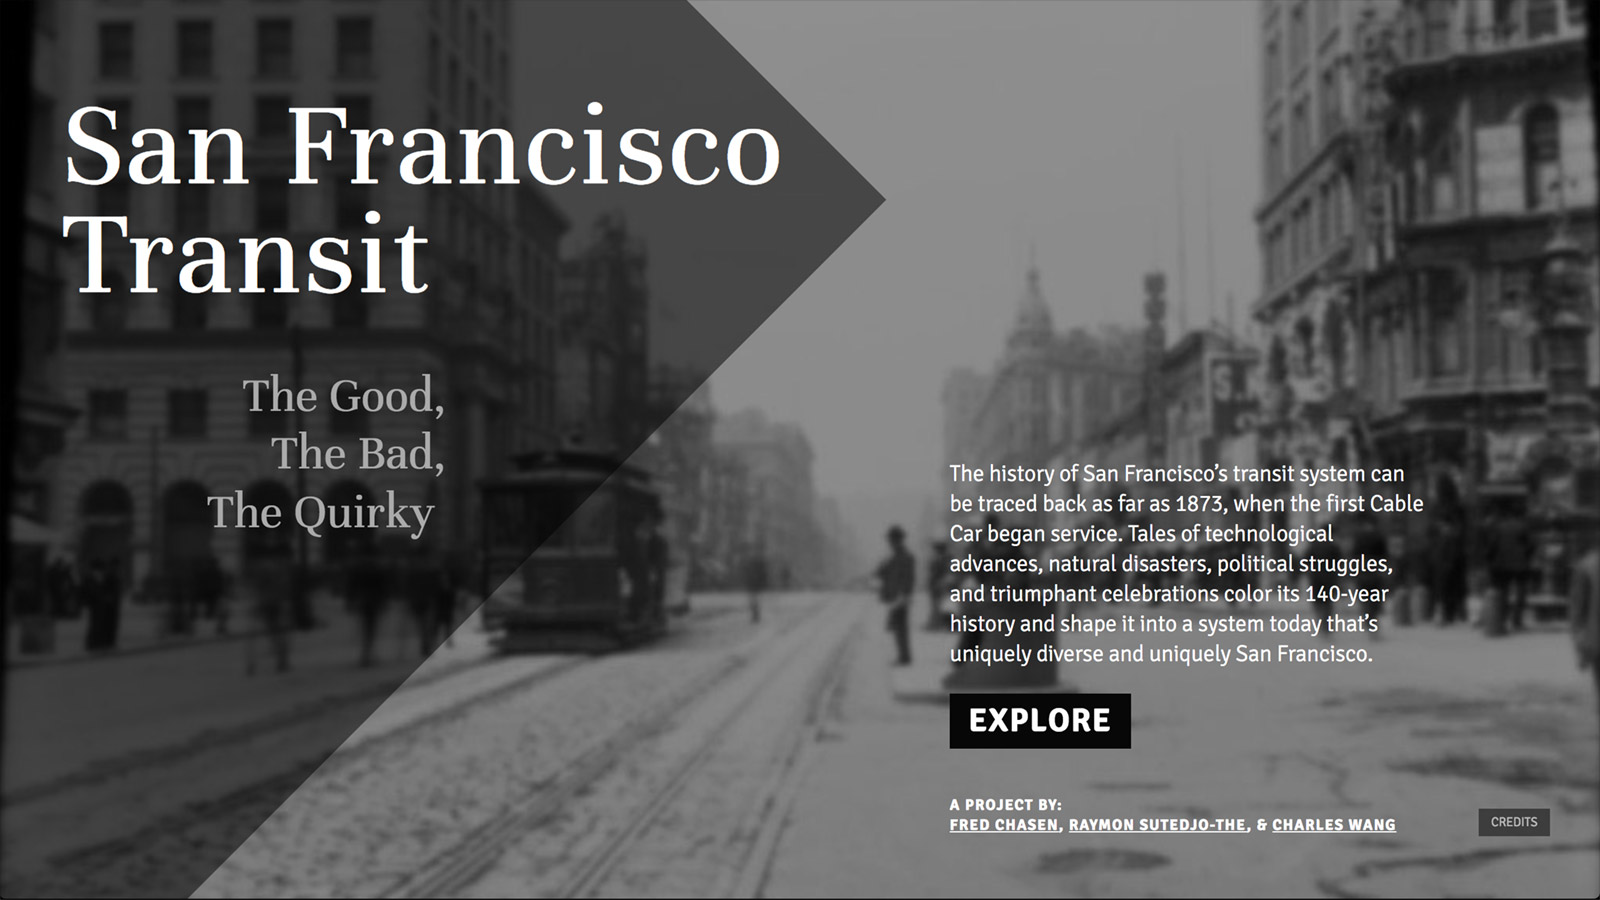 San Francisco
Transit
The Good,
The Bad,
The Quirky
The history of San Francisco’s transit system can
be traced back as far as 1873, when the first Cable
Car began service. Tales of technological
advances, natural disasters, political struggles,
and triumphant celebrations color its 140-year
history and shape it into a system today that’s
uniquely diverse and uniquely San Francisco.
EXPLORE
A PROJECT BY:
FRED CHASEN, RAYMON SUTEDJO-THE, & CHARLES WANG
CREDITS